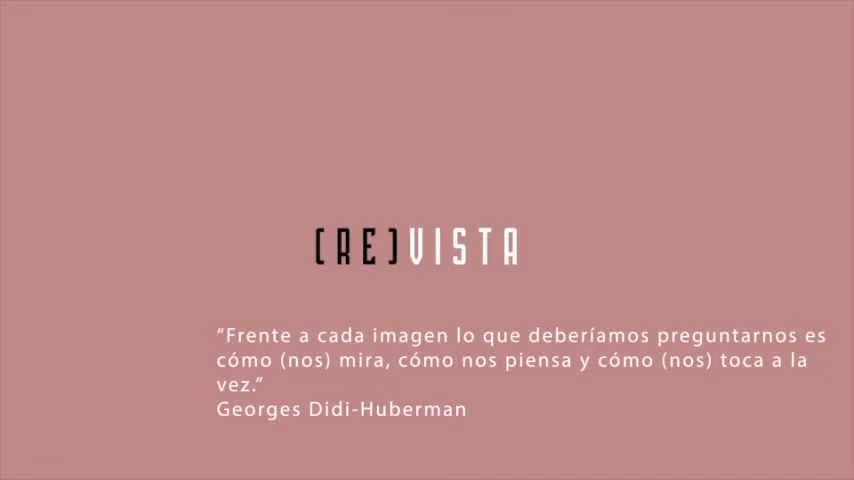 (RE)VISTA
“Frente a cada imagen lo que deberíamos preguntarnos es
cómo (nos) mira, cómo nos piensa y cómo (nos) toca a la
vez.”
Georges Didi-Huberman